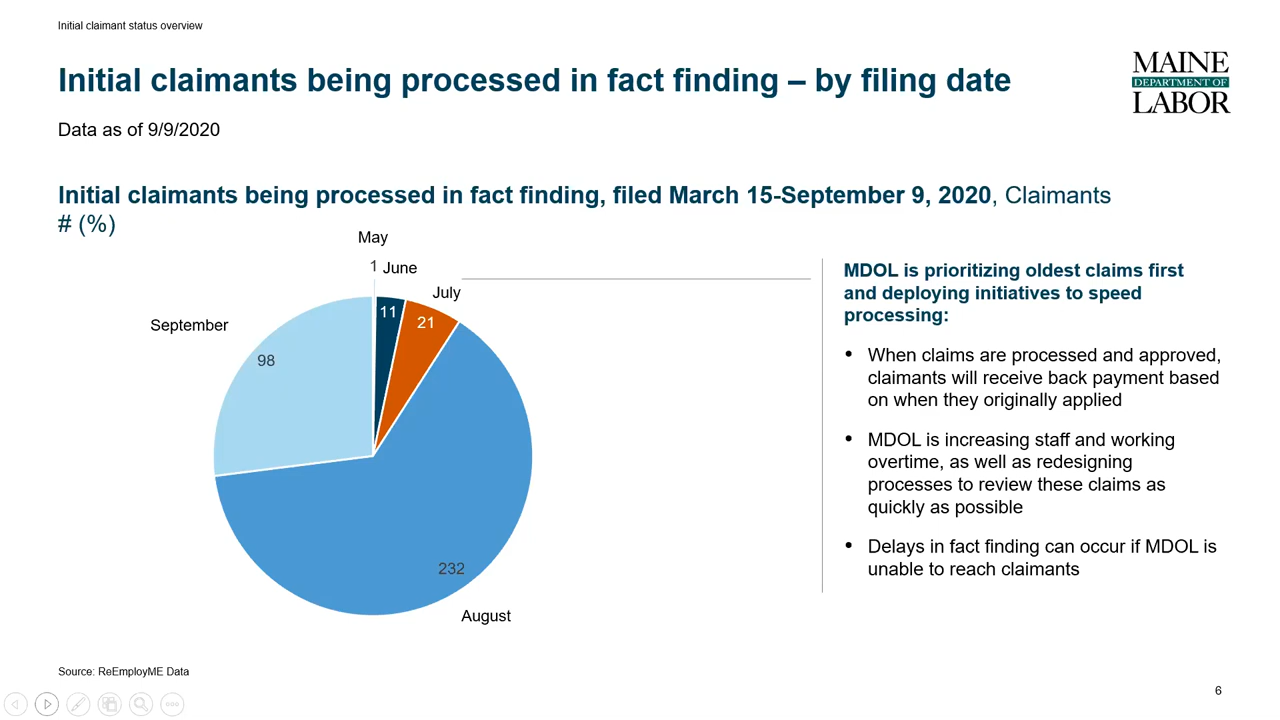 Initial claimant status overview
Initial claimants being processed in fact finding – by filing date
MAINE
DEPARTMENT OF
LABOR
Data as of 9/9/2020
Initial claimants being processed in fact finding, filed March 15-September 9, 2020, Claimants
# (%)
May
1
June
July
11
21
September
98
232
August
MDOL is prioritizing oldest claims first
and deploying initiatives to speed
processing:
• When claims are processed and approved,
claimants will receive back payment based
on when they originally applied
• MDOL is increasing staff and working
overtime, as well as redesigning
processes to review these claims as
quickly as possible
• Delays in fact finding can occur if MDOL is
unable to reach claimants
Source: ReEmployME Data
6